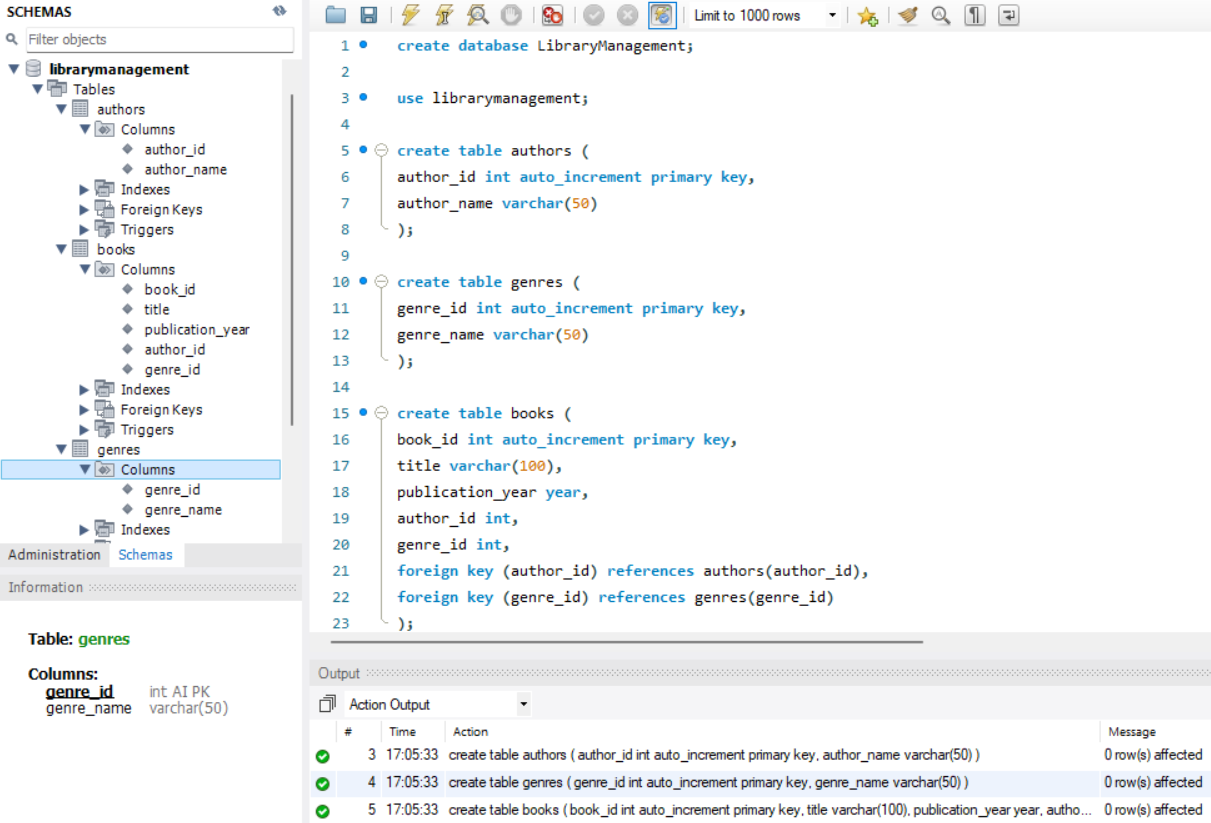 SCHEMAS
Filter objects
librarymanagement
Tables
authors
Columns
author_id
author_name
Indexes
Foreign Keys
Triggers
books
Columns
book_id
title
publication_year
author_id
genre_id
Indexes
Foreign Keys
Triggers
genres
Columns
genre_id
genre_name
Indexes
Administration Schemas
Information
Table: genres
Columns:
genre_id int AI PK
genre_name varchar(50)
Limit to 1000 rows
1 create database LibraryManagement;
2
3 use librarymanagement;
4
5 create table authors (
6 author_id int auto_increment primary key,
7 author_name varchar(50)
8 );
9
10 create table genres (
11 genre_id int auto_increment primary key,
12 genre_name varchar(50)
13 );
14
15 create table books (
16 book_id int auto_increment primary key,
17 title varchar(100),
18 publication_year year,
19 author_id int,
20 genre_id int,
21 foreign key (author_id) references authors(author_id),
22 foreign key (genre_id) references genres(genre_id)
23 );
Output
Action Output
# Time Action Message
3 17:05:33 create table authors ( author_id int auto_increment primary key, author_name varchar(50) ) 0 row(s) affected
4 17:05:33 create table genres ( genre_id int auto_increment primary key, genre_name varchar(50) ) 0 row(s) affected
5 17:05:33 create table books ( book_id int auto_increment primary key, title varchar(100), publication_year year, autho... 0 row(s) affected